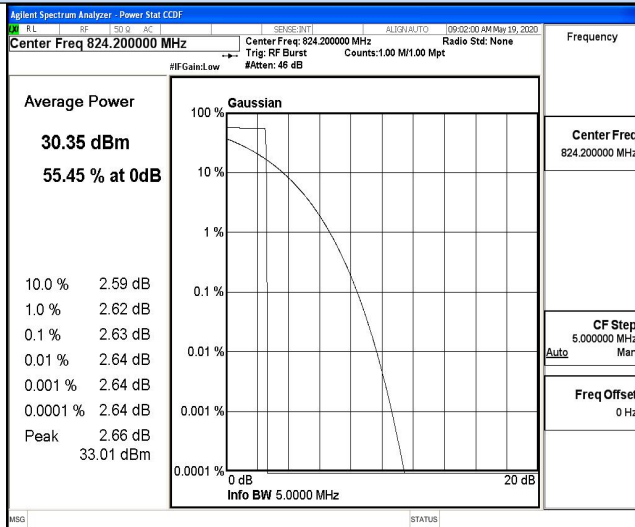 Agilent Spectrum Analyzer - Power Stat CCDF
RL RF 50 Ω AC SENSE:INT ALIGNAUTO 09:02:00 AM May 19, 2020
Center Freq 824.200000 MHz
Center Freq: 824.200000 MHz Radio Std: None
Trig: RF Burst Counts:1.00 M/1.00 Mpt
#IFGain:Low #Atten: 46 dB
Frequency
Average Power
30.35 dBm
55.45 % at 0dB
10.0 % 2.59 dB
1.0 % 2.62 dB
0.1 % 2.63 dB
0.01 % 2.64 dB
0.001 % 2.64 dB
0.0001 % 2.64 dB
Peak 2.66 dB
33.01 dBm
Gaussian
100 %
10 %
1 %
0.1 %
0.01 %
0.001 %
0.0001 %
0 dB 20 dB
Info BW 5.0000 MHz
Center Freq
824.200000 MHz
CF Step
5.000000 MHz
Auto Man
Freq Offset
0 Hz
MSG STATUS